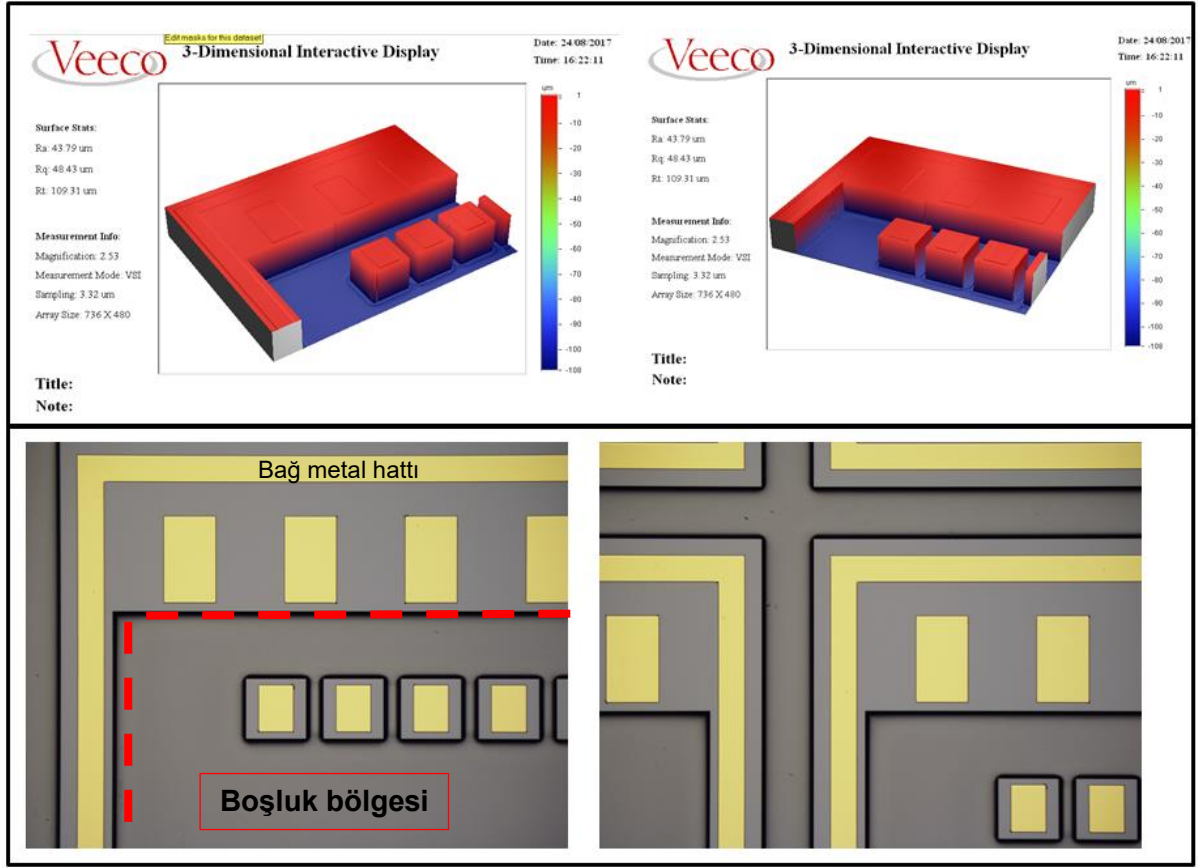 Veeco
Edit masks for this dataset
3-Dimensional Interactive Display
Date: 24/08/2017
Time: 16:22:11
Surface Stats:
Ra: 43.79 um
Rq: 48.43 um
Rt: 109.31 um
Measurement Info:
Magnification: 2.53
Measurement Mode: VSI
Sampling: 3.32 um
Array Size: 736 X 480
um
1
-10
-20
-30
-40
-50
-60
-70
-80
-90
-100
-108
Title:
Note:
Veeco
3-Dimensional Interactive Display
Date: 24/08/2017
Time: 16:22:11
Surface Stats:
Ra: 43.79 um
Rq: 48.43 um
Rt: 109.31 um
Measurement Info:
Magnification: 2.53
Measurement Mode: VSI
Sampling: 3.32 um
Array Size: 736 X 480
um
1
-10
-20
-30
-40
-50
-60
-70
-80
-90
-100
-108
Title:
Note:
Bağ metal hattı
Boşluk bölgesi